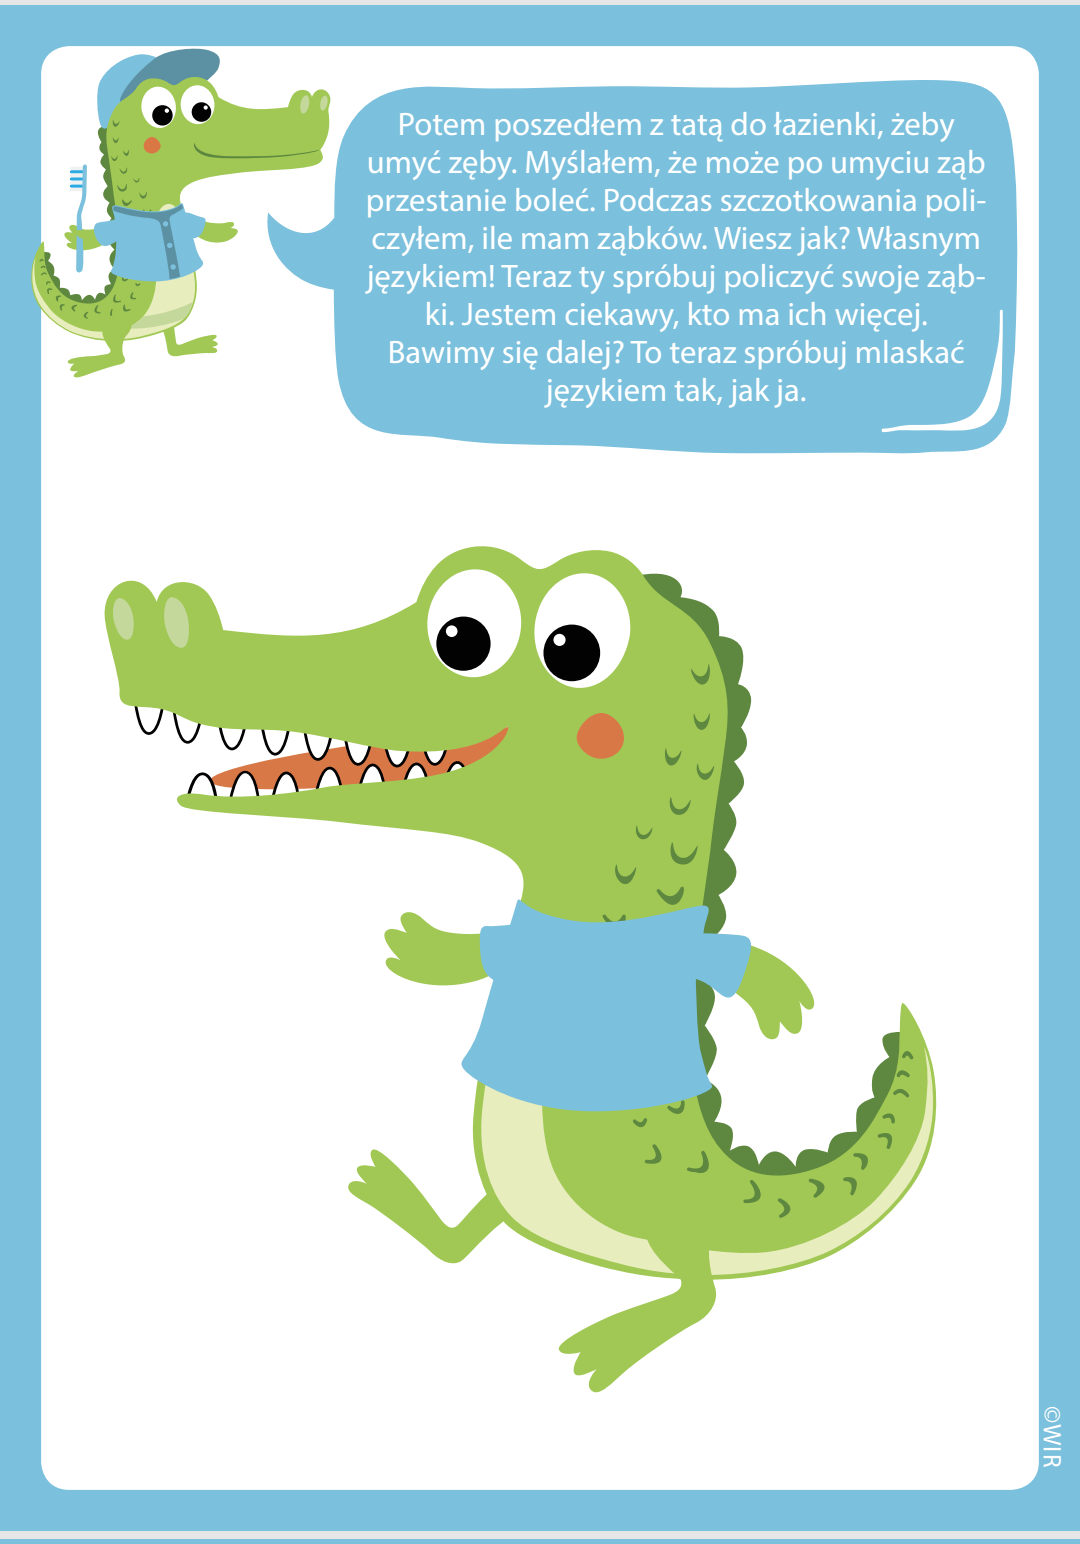 Potem poszedłem z tatą do łazienki, żeby
umyć zęby. Myślałem, że może po umyciu ząb
przestanie boleć. Podczas szczotkowania poli-
czyłem, ile mam ząbków. Wiesz jak? Własnym
językiem! Teraz ty spróbuj policzyć swoje ząb-
ki. Jestem ciekawy, kto ma ich więcej.
Bawimy się dalej? To teraz spróbuj mlaskać
językiem tak, jak ja.
©WIR